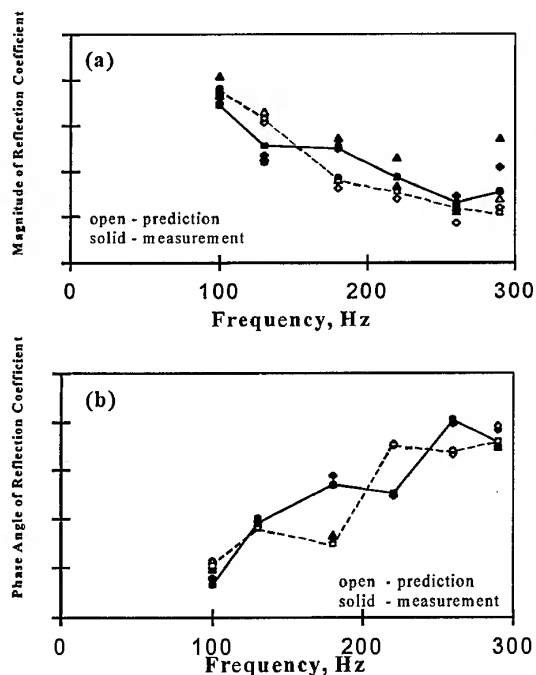 (a)
Magnitude of Reflection Coefficient
open - prediction
solid - measurement
0
100
200
300
Frequency, Hz
(b)
Phase Angle of Reflection Coefficient
open - prediction
solid - measurement
0
100
200
300
Frequency, Hz